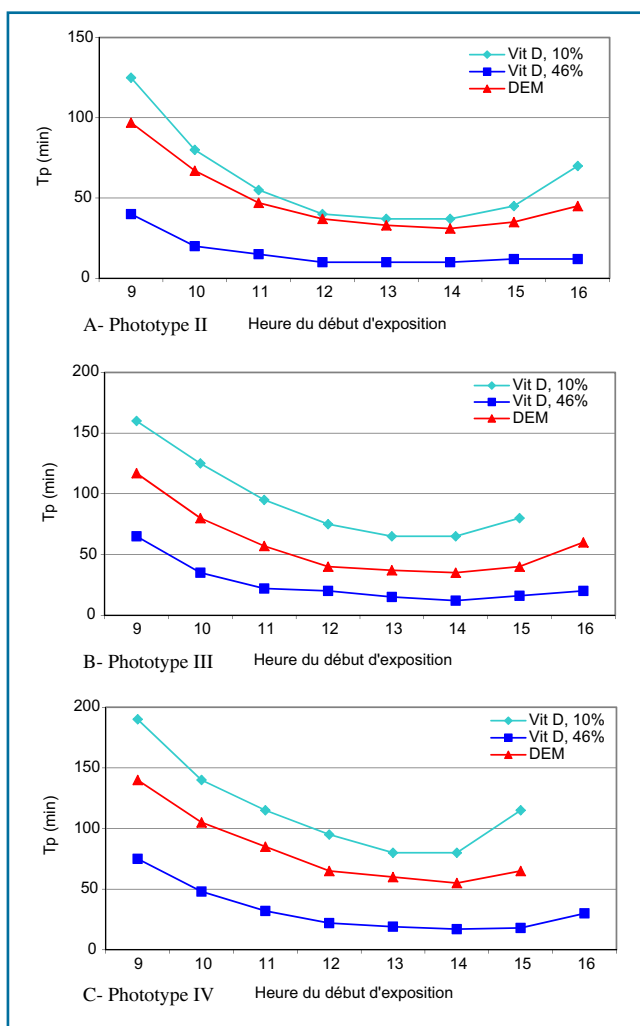 150
Vit D, 10%
Vit D, 46%
DEM
100
Tp (min)
50
0
9 10 11 12 13 14 15 16
A- Phototype II Heure du début d'exposition
200
Vit D, 10%
Vit D, 46%
DEM
150
Tp (min)
100
50
0
9 10 11 12 13 14 15 16
B- Phototype III Heure du début d'exposition
200
Vit D, 10%
Vit D, 46%
DEM
150
Tp (min)
100
50
0
9 10 11 12 13 14 15 16
C- Phototype IV Heure du début d'exposition